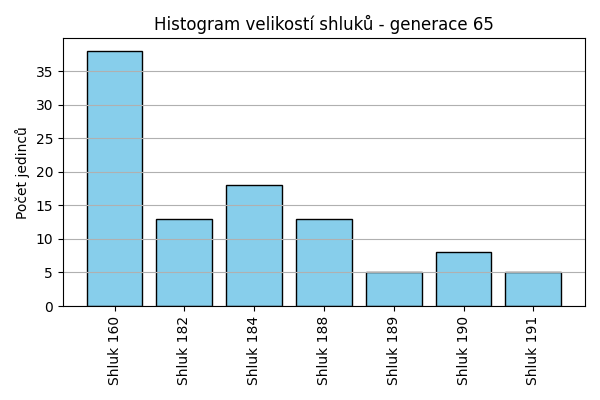 Histogram velikostí shluků - generace 65
Počet jedinců
35
30
25
20
15
10
5
0
Shluk 160
Shluk 182
Shluk 184
Shluk 188
Shluk 189
Shluk 190
Shluk 191